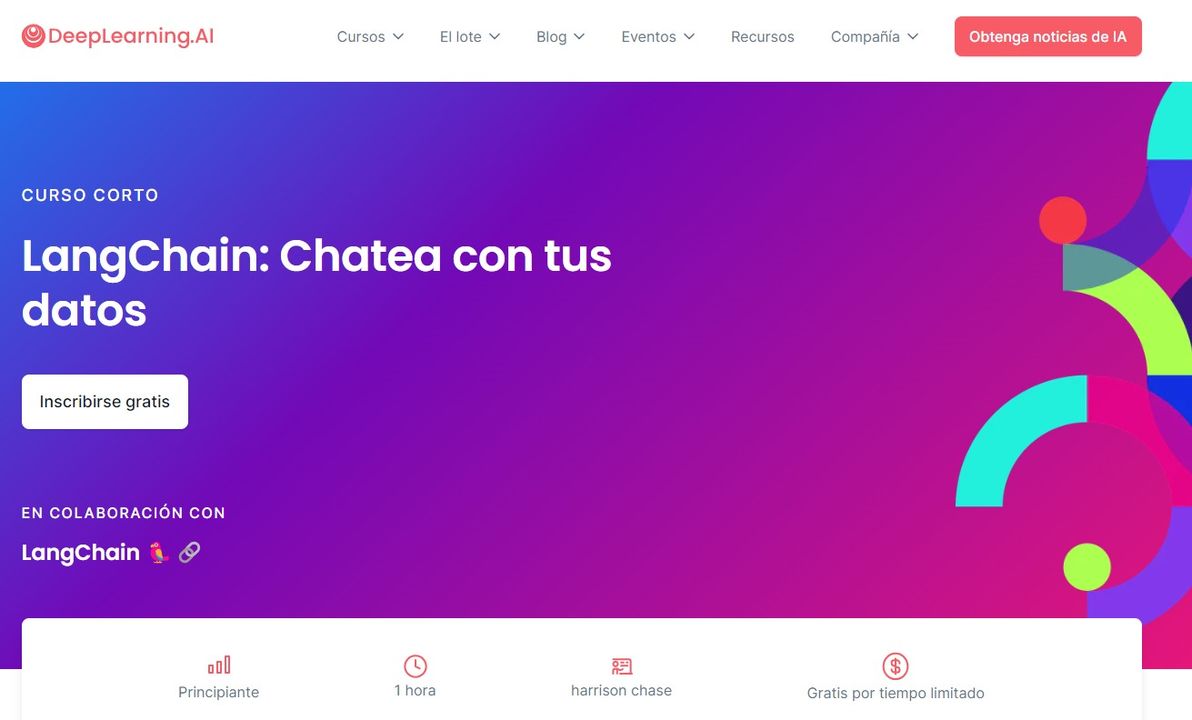 DeepLearning.AI
Cursos
El lote
Blog
Eventos
Recursos
Compañía
Obtenga noticias de IA
CURSO CORTO
LangChain: Chatea con tus
datos
Inscribirse gratis
EN COLABORACIÓN CON
LangChain 🦜 🔗
Principiante
1 hora
harrison chase
Gratis por tiempo limitado